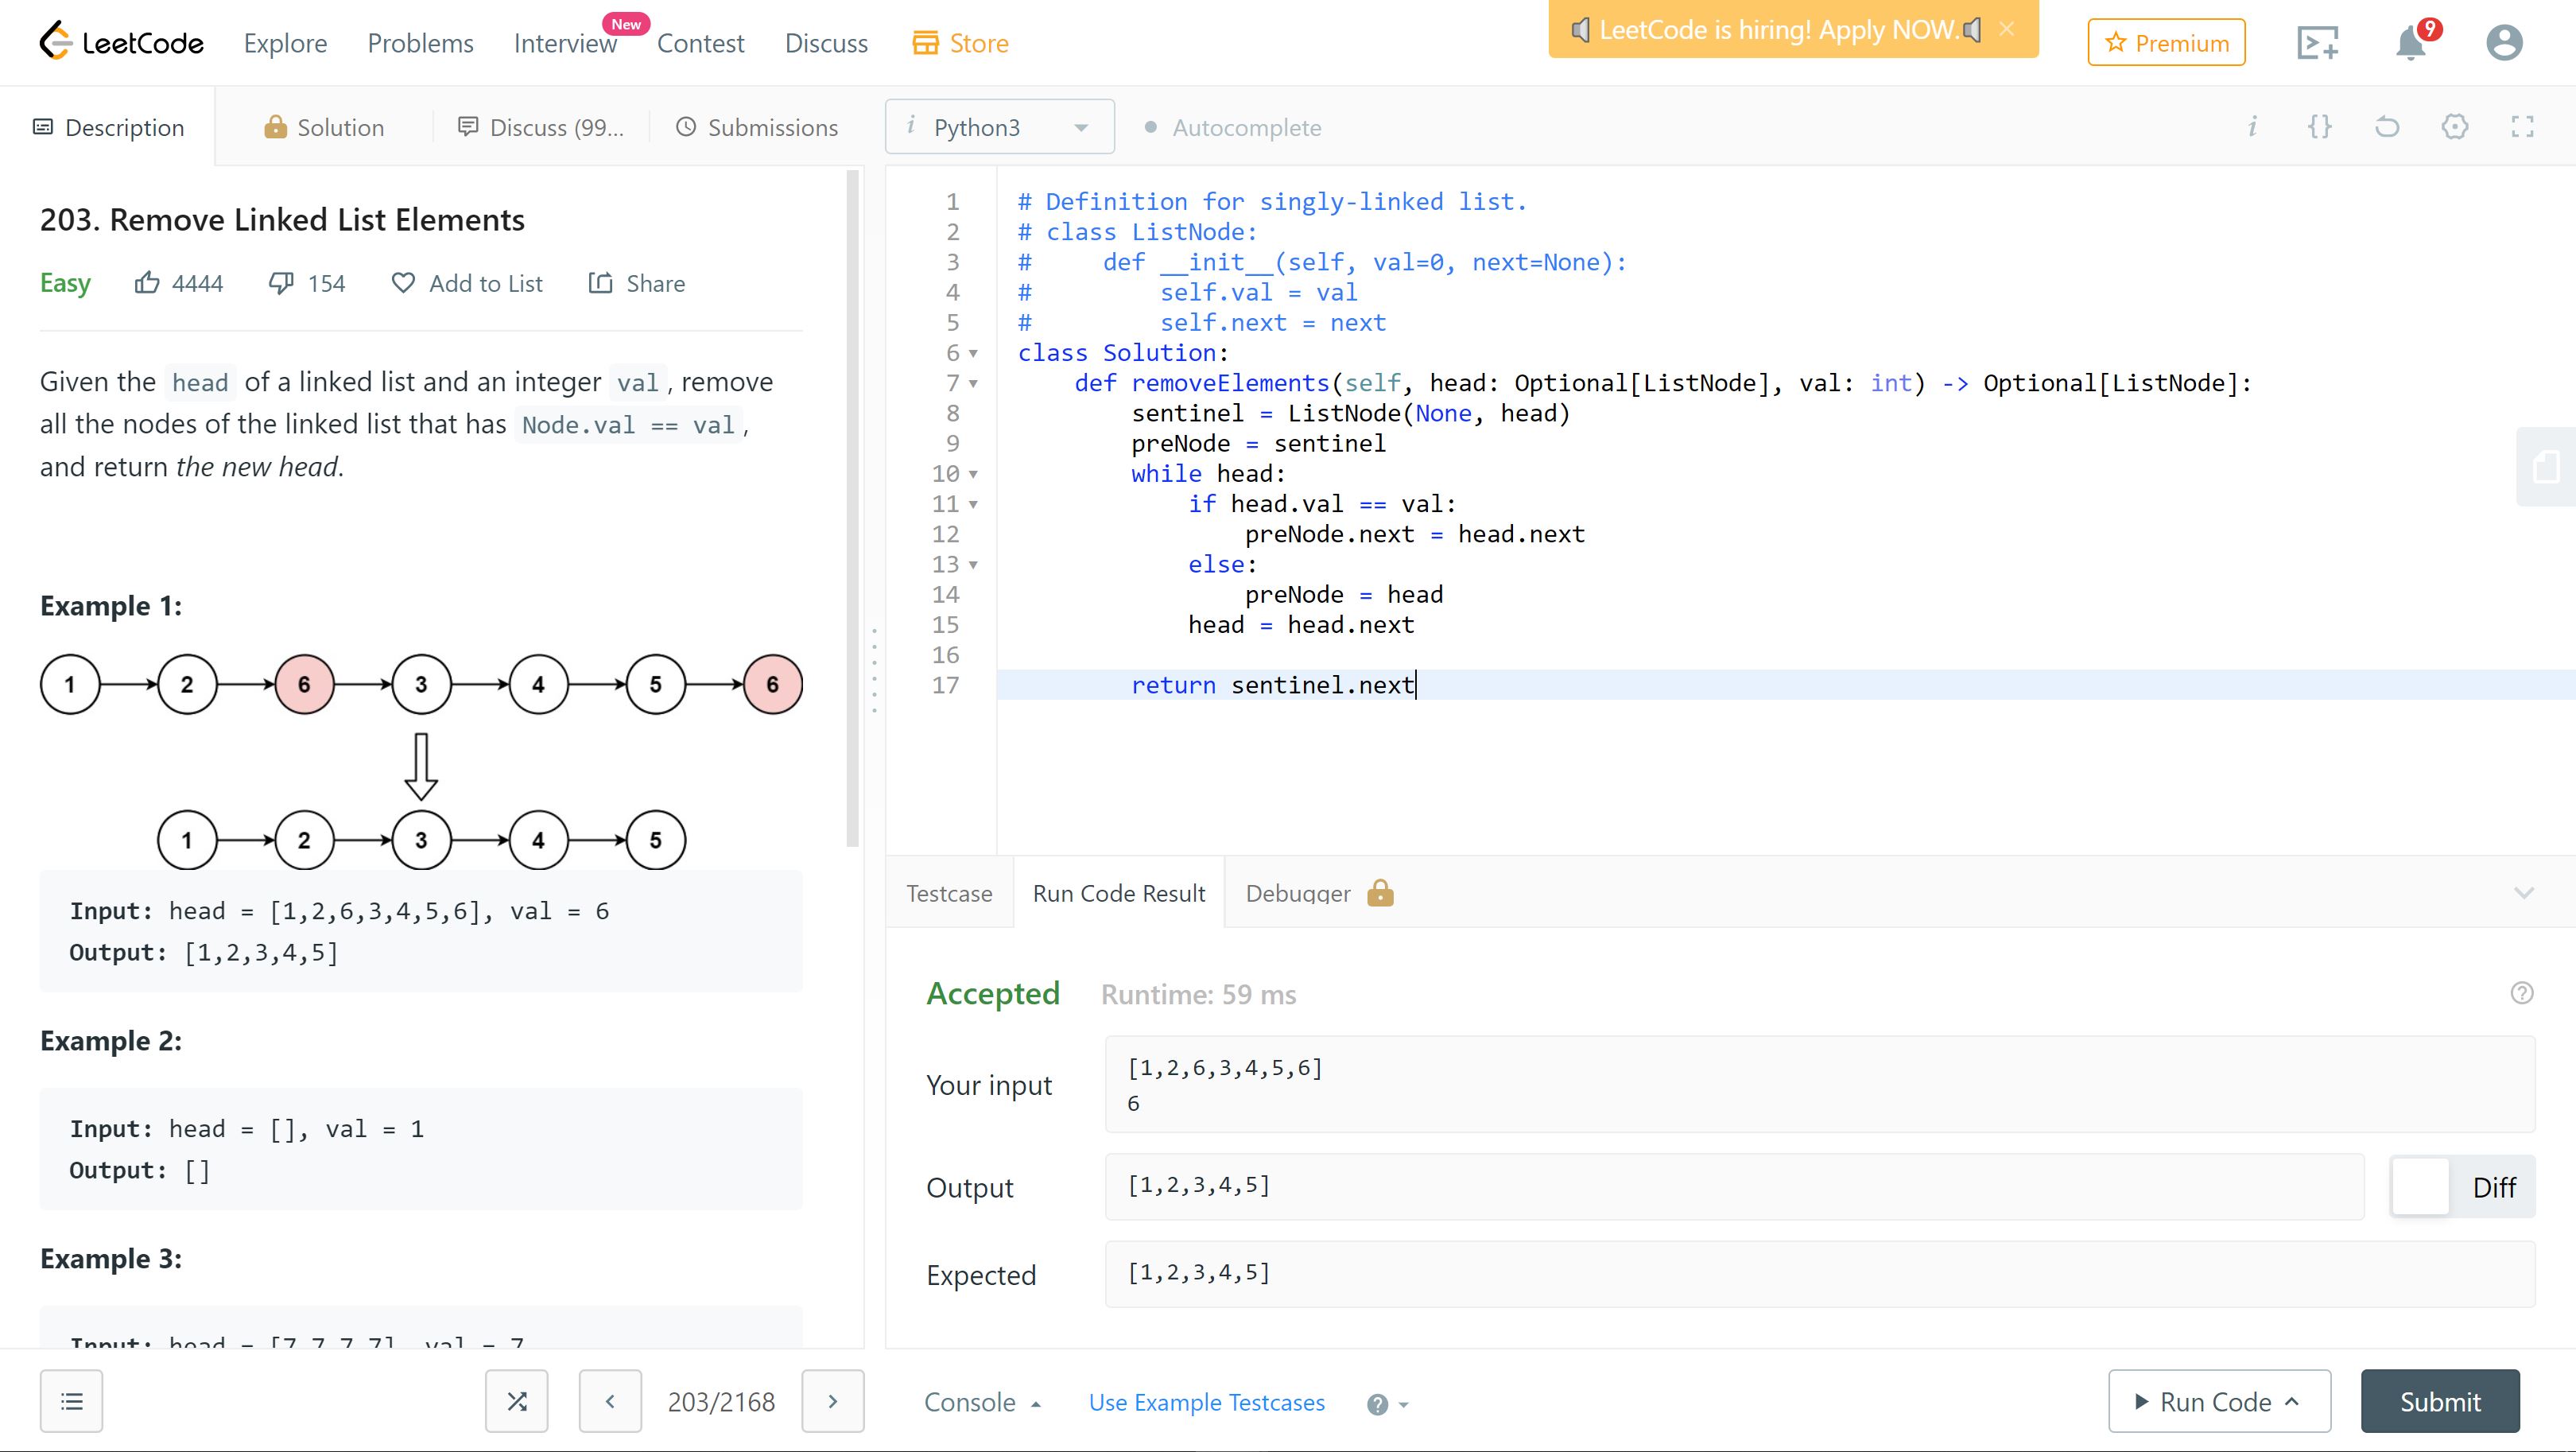 LeetCode
Explore
Problems
Interview
New
Contest
Discuss
Store
LeetCode is hiring! Apply NOW.
Premium
9
Description
Solution
Discuss (99...
Submissions
i Python3
Autocomplete
i
{}
203. Remove Linked List Elements
Easy
4444
154
Add to List
Share
Given the head of a linked list and an integer val, remove
all the nodes of the linked list that has Node.val == val,
and return the new head.
Example 1:
1 2 6 3 4 5 6
1 2 3 4 5
Input: head = [1,2,6,3,4,5,6], val = 6
Output: [1,2,3,4,5]
Example 2:
Input: head = [], val = 1
Output: []
Example 3:
Input: head = [7,7,7,7], val = 7
203/2168
1 # Definition for singly-linked list.
2 # class ListNode:
3 #     def __init__(self, val=0, next=None):
4 #         self.val = val
5 #         self.next = next
6 class Solution:
7     def removeElements(self, head: Optional[ListNode], val: int) -> Optional[ListNode]:
8         sentinel = ListNode(None, head)
9         preNode = sentinel
10         while head:
11             if head.val == val:
12                 preNode.next = head.next
13             else:
14                 preNode = head
15             head = head.next
16
17         return sentinel.next
Testcase
Run Code Result
Debugger
Accepted
Runtime: 59 ms
?
Your input
[1,2,6,3,4,5,6]
6
Output
[1,2,3,4,5]
Diff
Expected
[1,2,3,4,5]
Console
Use Example Testcases
?
Run Code
Submit